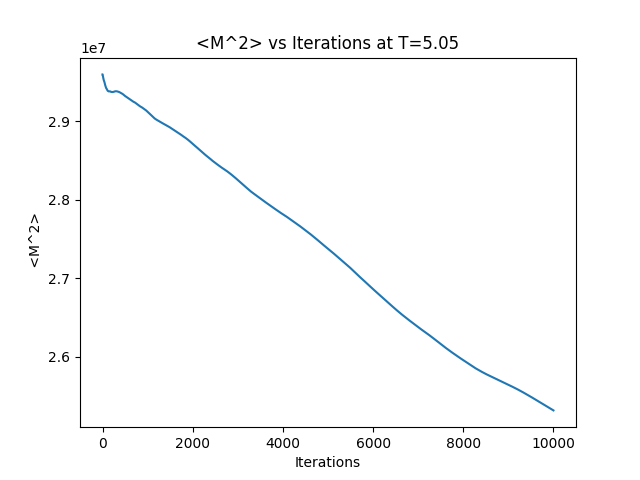 <M^2> vs Iterations at T=5.05
1e7
2.9
2.8
2.7
2.6
<M^2>
0 2000 4000 6000 8000 10000
Iterations